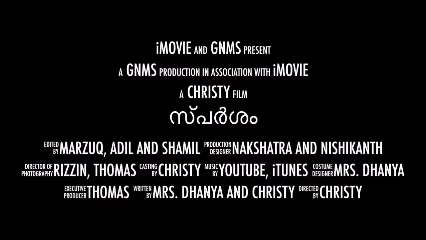 iMOVIE AND GNMS PRESENT
A GNMS PRODUCTION IN ASSOCIATION WITH iMOVIE
A CHRISTY FILM
സ്പർശം
EDITED BY MARZUQ, ADIL AND SHAMIL PRODUCTION DESIGNER NAKSHATRA AND NISHIKANTH
DIRECTOR OF PHOTOGRAPHY RIZZIN, THOMAS CASTING BY CHRISTY MUSIC BY YOUTUBE, iTUNES COSTUME DESIGNER MRS. DHANYA
EXECUTIVE PRODUCER THOMAS WRITTEN BY MRS. DHANYA AND CHRISTY DIRECTED BY CHRISTY